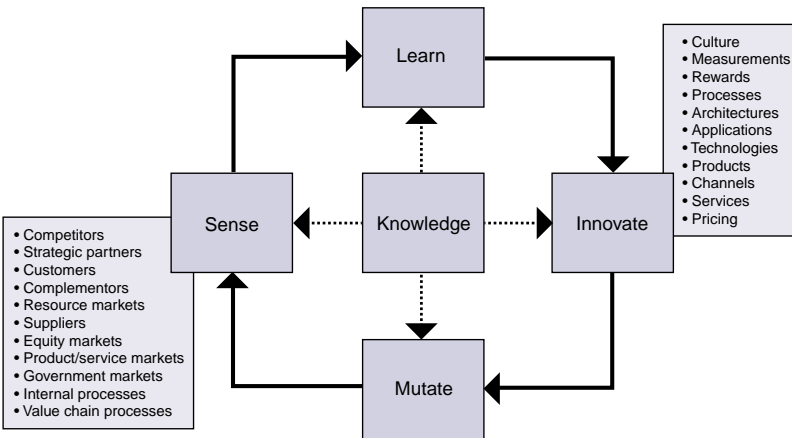 Learn
• Culture
• Measurements
• Rewards
• Processes
• Architectures
• Applications
• Technologies
• Products
• Channels
• Services
• Pricing
Sense
Knowledge
Innovate
• Competitors
• Strategic partners
• Customers
• Complementors
• Resource markets
• Suppliers
• Equity markets
• Product/service markets
• Government markets
• Internal processes
• Value chain processes
Mutate